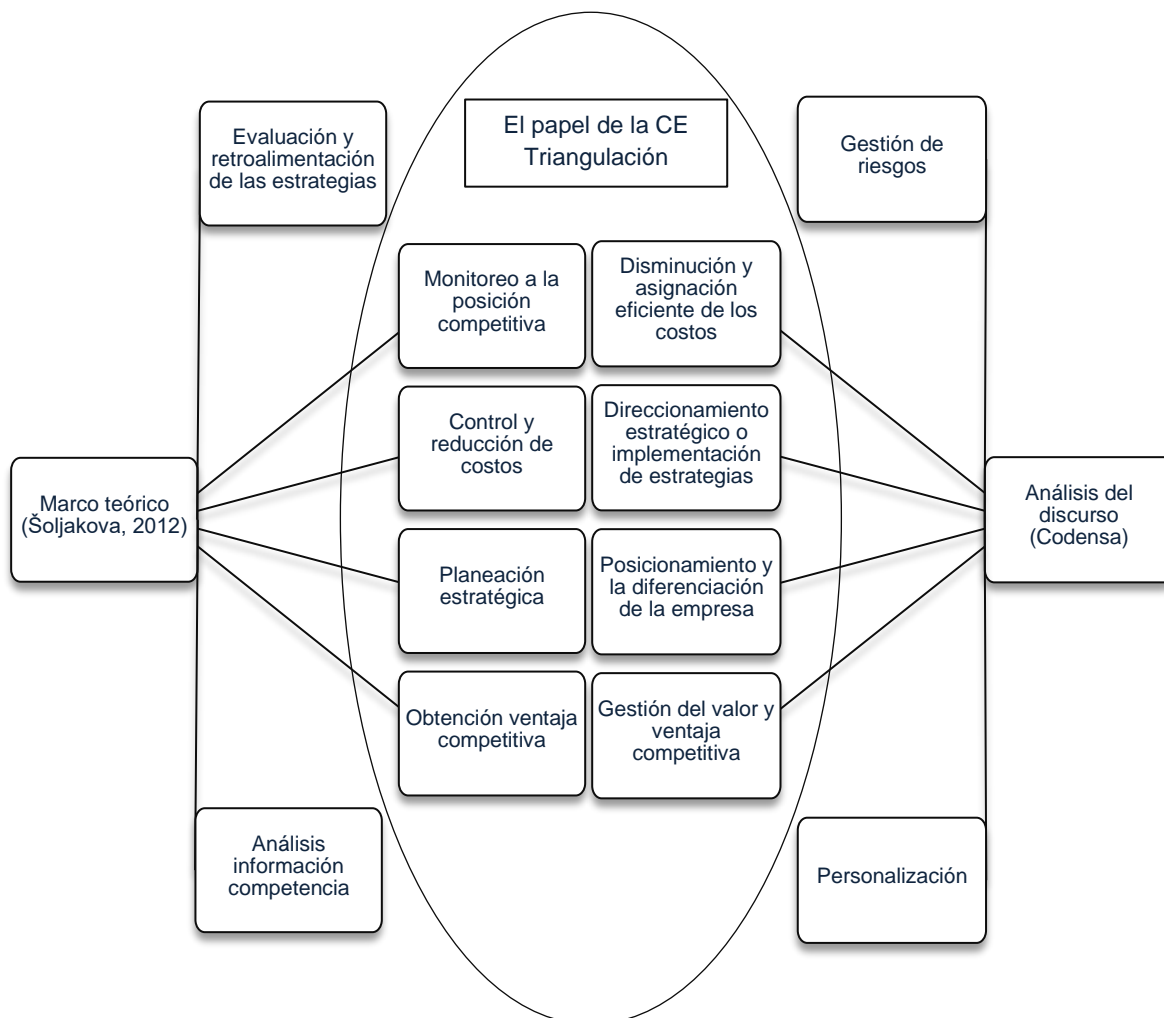 Evaluación y
retroalimentación
de las estrategias
El papel de la CE
Triangulación
Gestión de
riesgos
Monitoreo a la
posición
competitiva
Disminución y
asignación
eficiente de los
costos
Control y
reducción de
costos
Direccionamiento
estratégico o
implementación
de estrategias
Marco teórico
(Šoljakova, 2012)
Análisis del
discurso
(Codensa)
Planeación
estratégica
Posicionamiento y
la diferenciación
de la empresa
Obtención ventaja
competitiva
Gestión del valor y
ventaja
competitiva
Análisis
información
competencia
Personalización